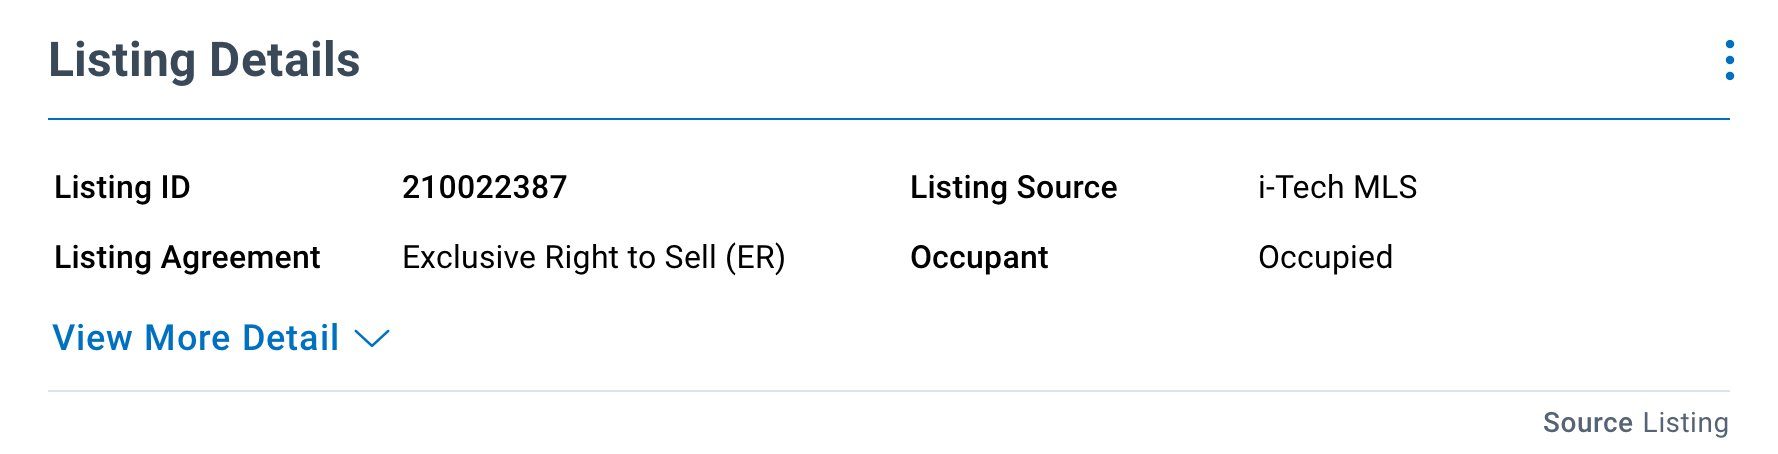 Listing Details
Listing ID 210022387 Listing Source i-Tech MLS
Listing Agreement Exclusive Right to Sell (ER) Occupant Occupied
View More Detail
Source Listing